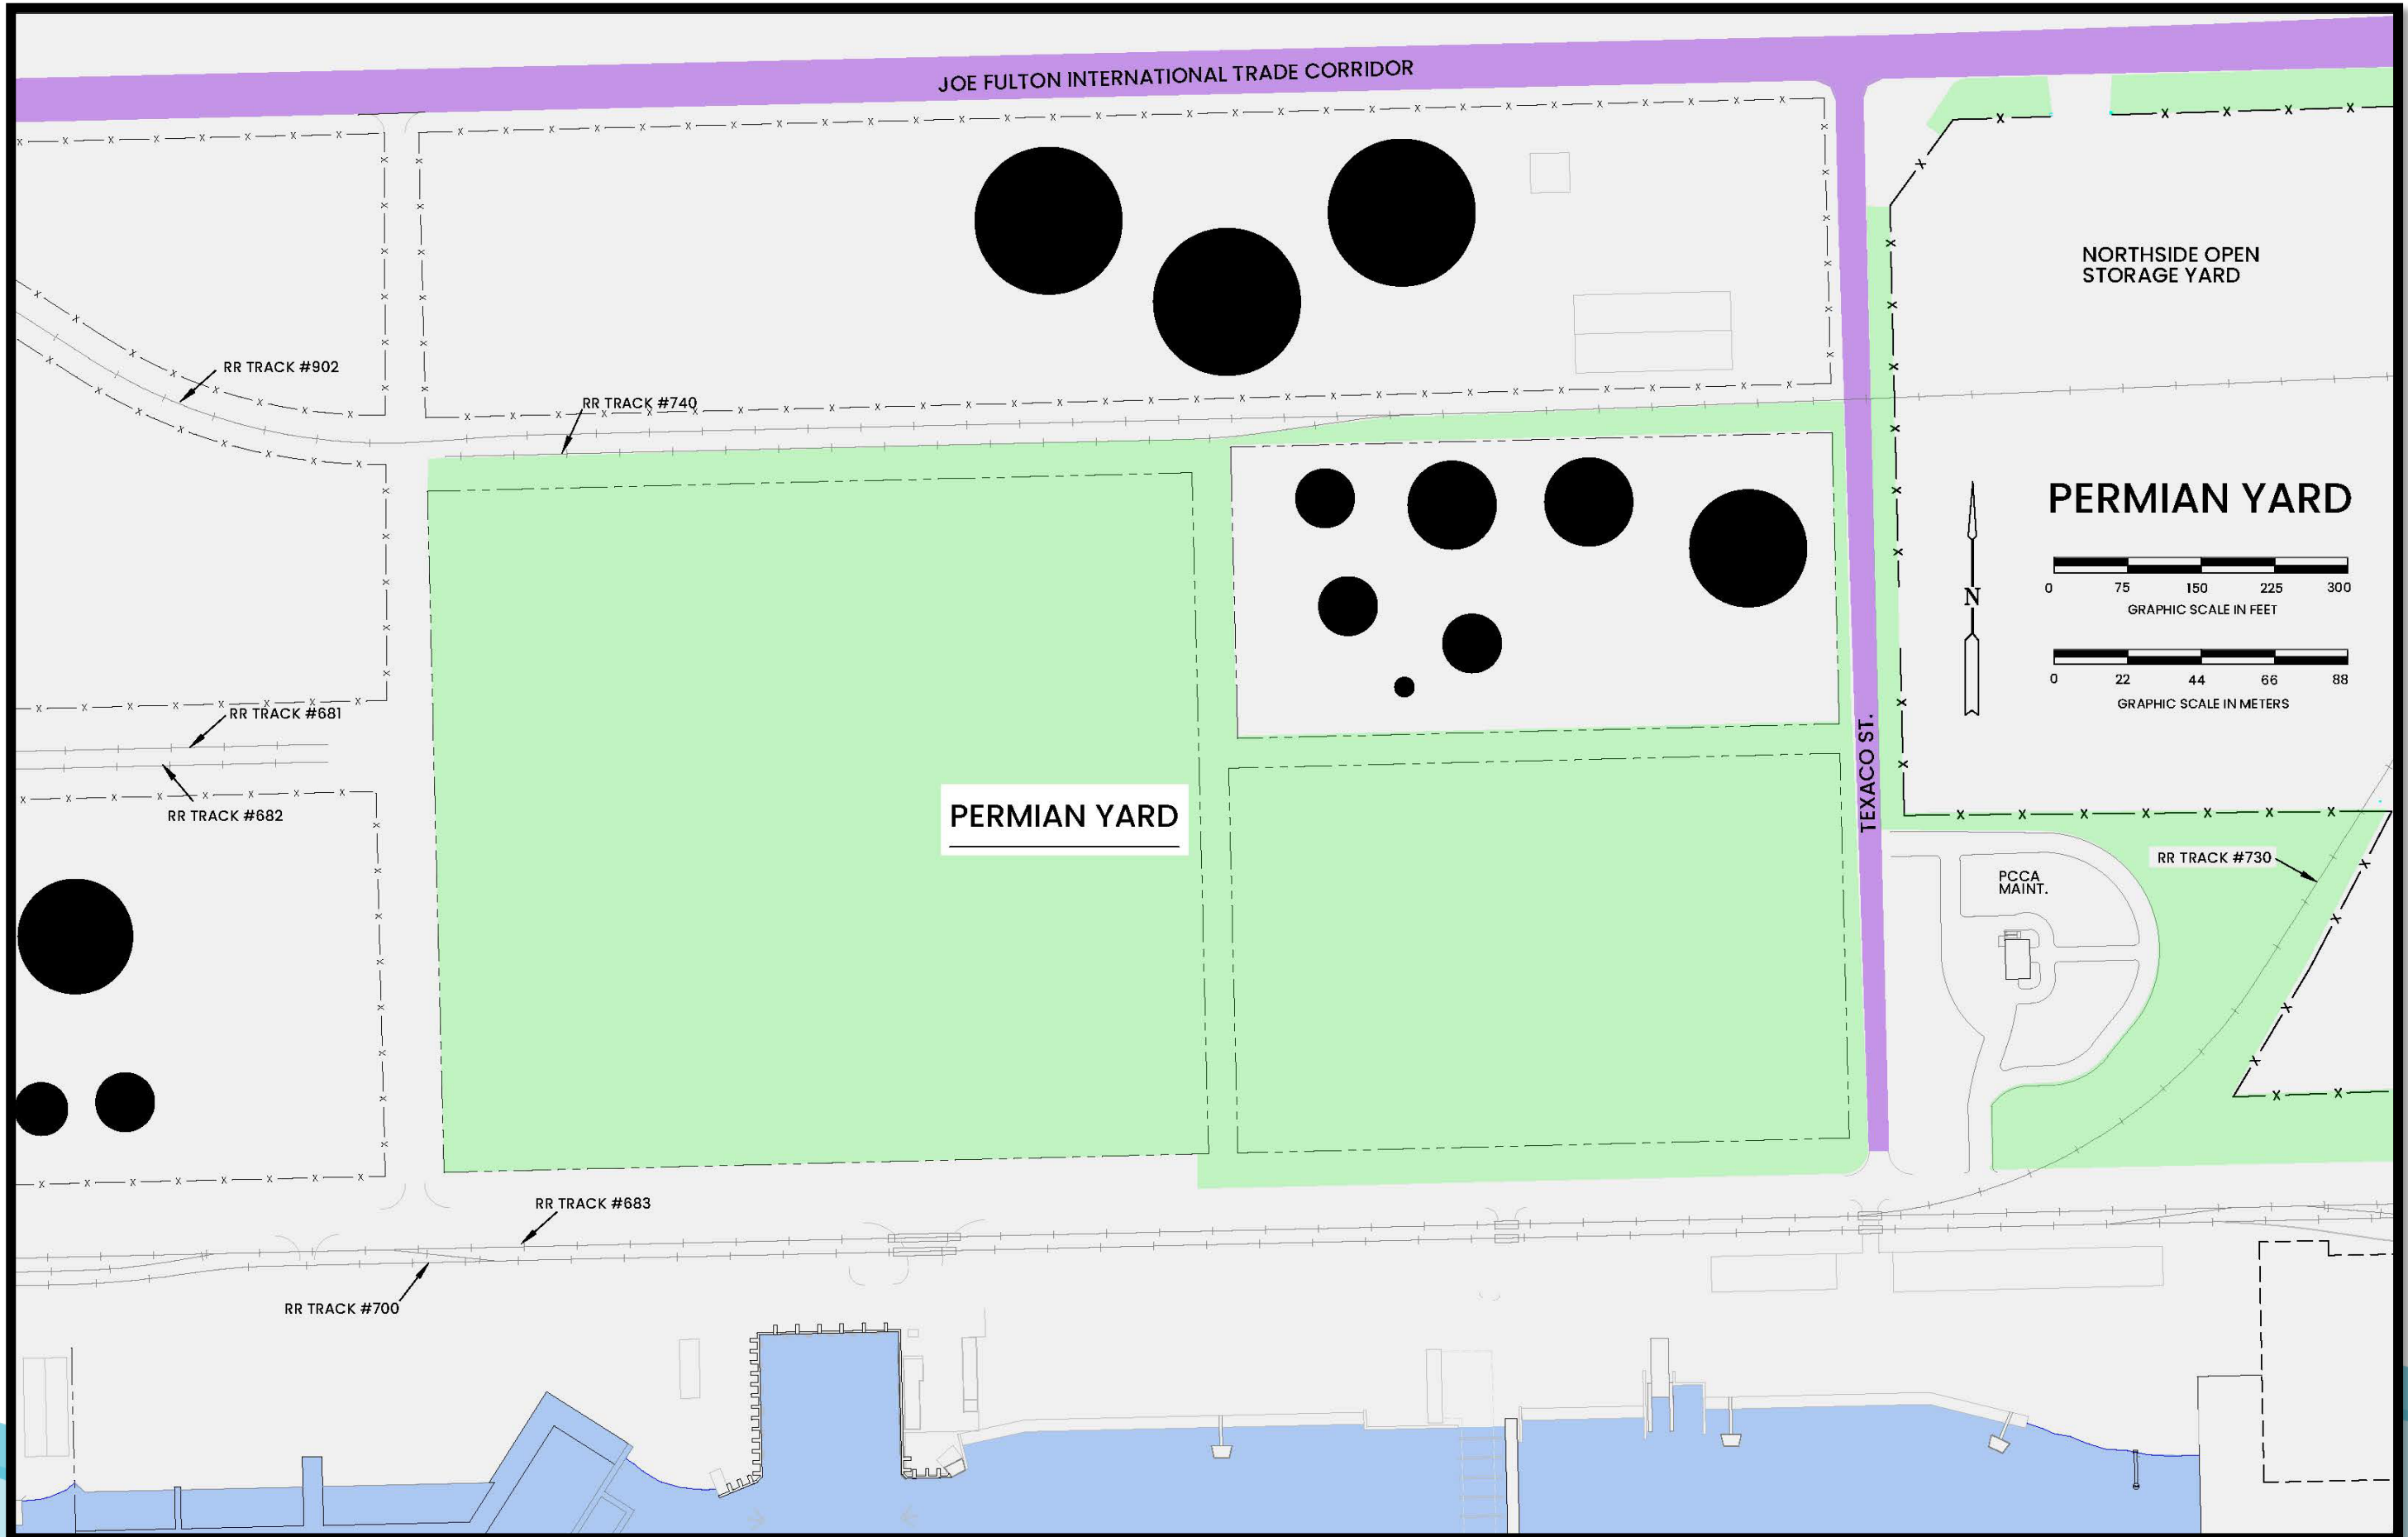 JOE FULTON INTERNATIONAL TRADE CORRIDOR
NORTHSIDE OPEN
STORAGE YARD
RR TRACK #902
RR TRACK #740
PERMIAN YARD
0 75 150 225 300
GRAPHIC SCALE IN FEET
N
0 22 44 66 88
GRAPHIC SCALE IN METERS
RR TRACK #681
RR TRACK #682
PERMIAN YARD
TEXACO ST.
RR TRACK #730
PCCA
MAINT.
RR TRACK #683
RR TRACK #700